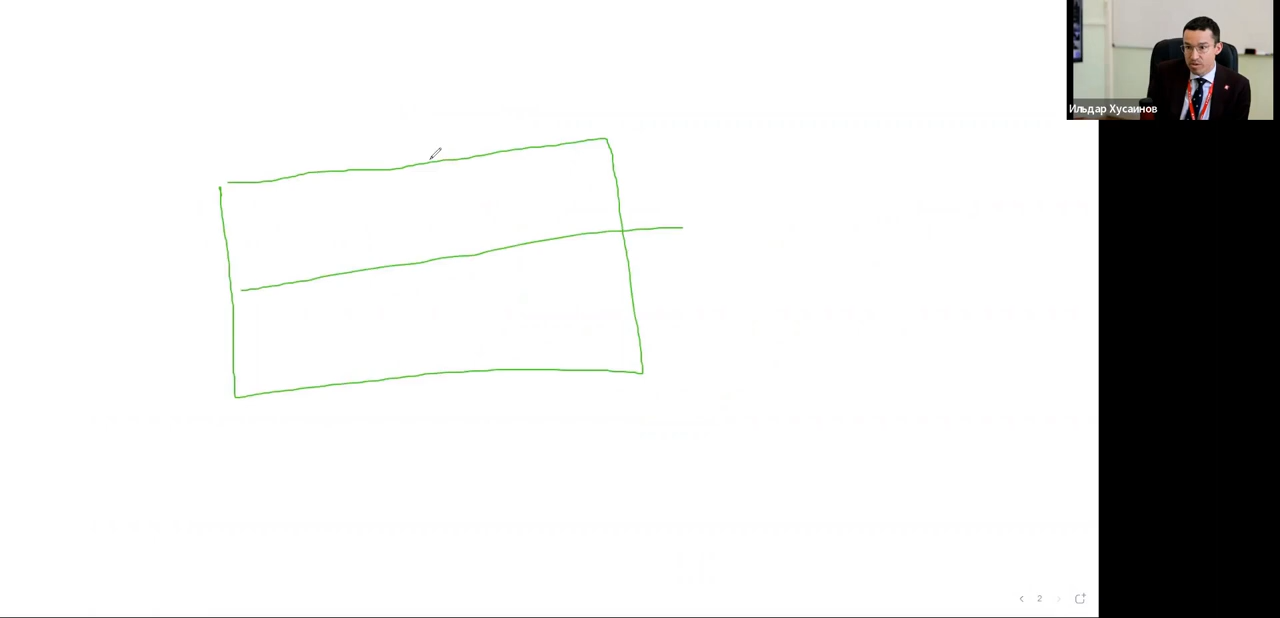 Ильдар Хусаинов
2